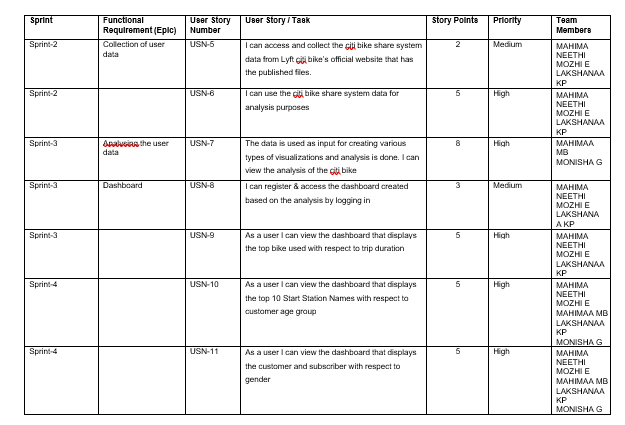 Sprint Functional Requirement (Epic) User Story Number User Story / Task Story Points Priority Team Members
Sprint-2 Collection of user data USN-5 I can access and collect the citi bike share system 2 Medium MAHIMA
NEETHI
data from Lyft citi bike's official website that has MOZHI E
LAKSHANAA
the published files. KP
Sprint-2 USN-6 I can use the citi bike share system data for 5 High MAHIMA
NEETHI
analysis purposes MOZHI E
LAKSHANAA
KP
Sprint-3 Analysing the user data USN-7 The data is used as input for creating various 8 High MAHIMAA
MB
types of visualizations and analysis is done. I can MONISHA G
view the analysis of the citi bike
Sprint-3 Dashboard USN-8 I can register & access the dashboard created 3 Medium MAHIMA
NEETHI
based on the analysis by logging in MOZHI E
LAKSHANA
A KP
Sprint-3 USN-9 As a user I can view the dashboard that displays 5 High MAHIMA
NEETHI
the top bike used with respect to trip duration MOZHI E
LAKSHANAA
KP
Sprint-4 USN-10 As a user I can view the dashboard that displays 5 High MAHIMA
NEETHI
the top 10 Start Station Names with respect to MOZHI E
MAHIMAA MB
customer age group LAKSHANAA
KP
MONISHA G
Sprint-4 USN-11 As a user I can view the dashboard that displays 5 High MAHIMA
NEETHI
the customer and subscriber with respect to MOZHI E
MAHIMAA MB
gender LAKSHANAA
KP
MONISHA G